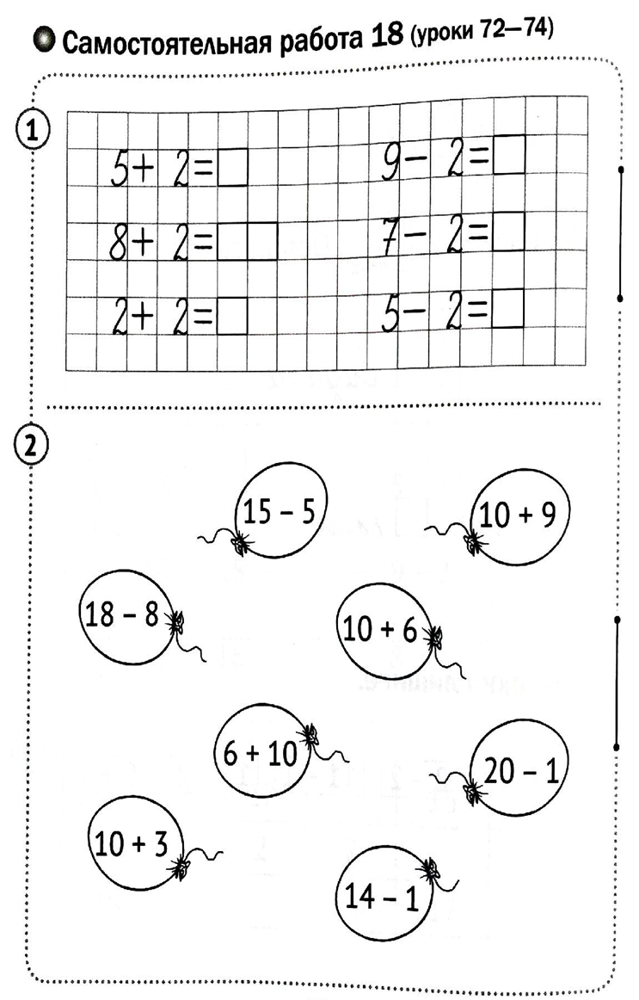 Самостоятельная работа 18 (уроки 72—74)
1
5 + 2 =
9 − 2 =
8 + 2 =
7 − 2 =
2 + 2 =
5 − 2 =
2
15 − 5
10 + 9
18 − 8
10 + 6
6 + 10
20 − 1
10 + 3
14 − 1